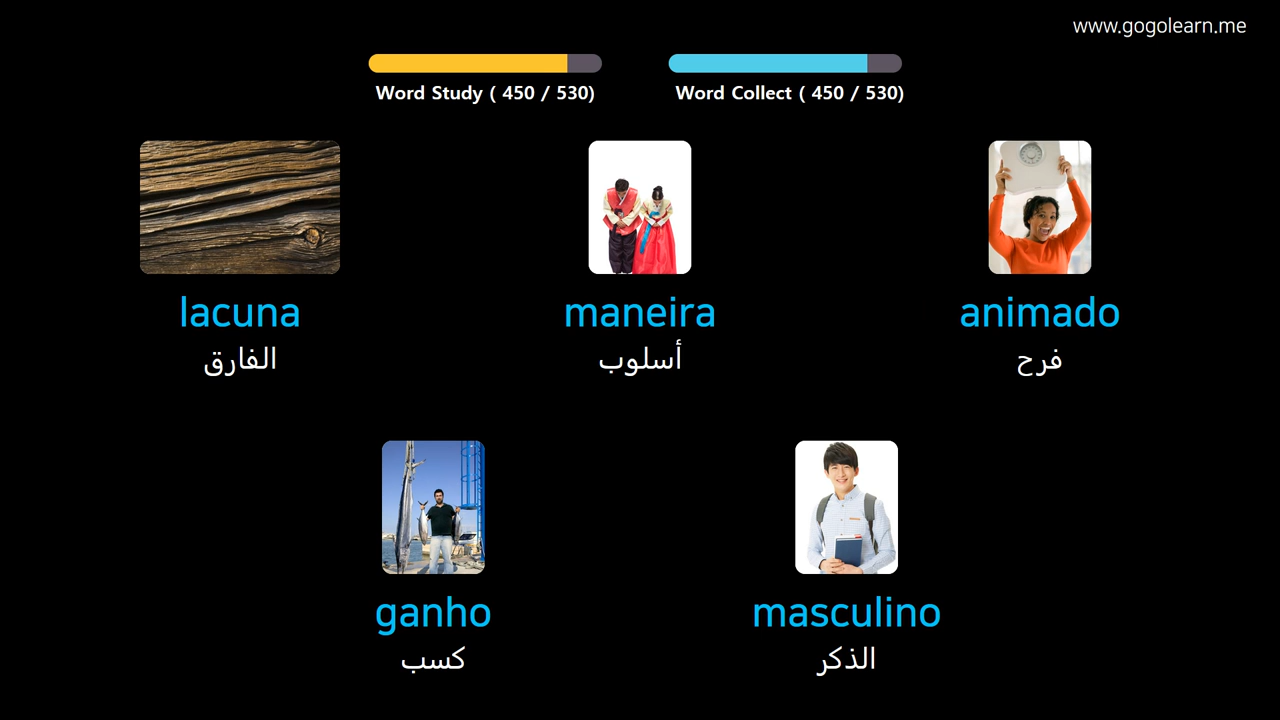 www.gogolearn.me
Word Study ( 450 / 530)
Word Collect ( 450 / 530)
lacuna
الفارق
maneira
أسلوب
animado
فرح
ganho
كسب
masculino
الذكر